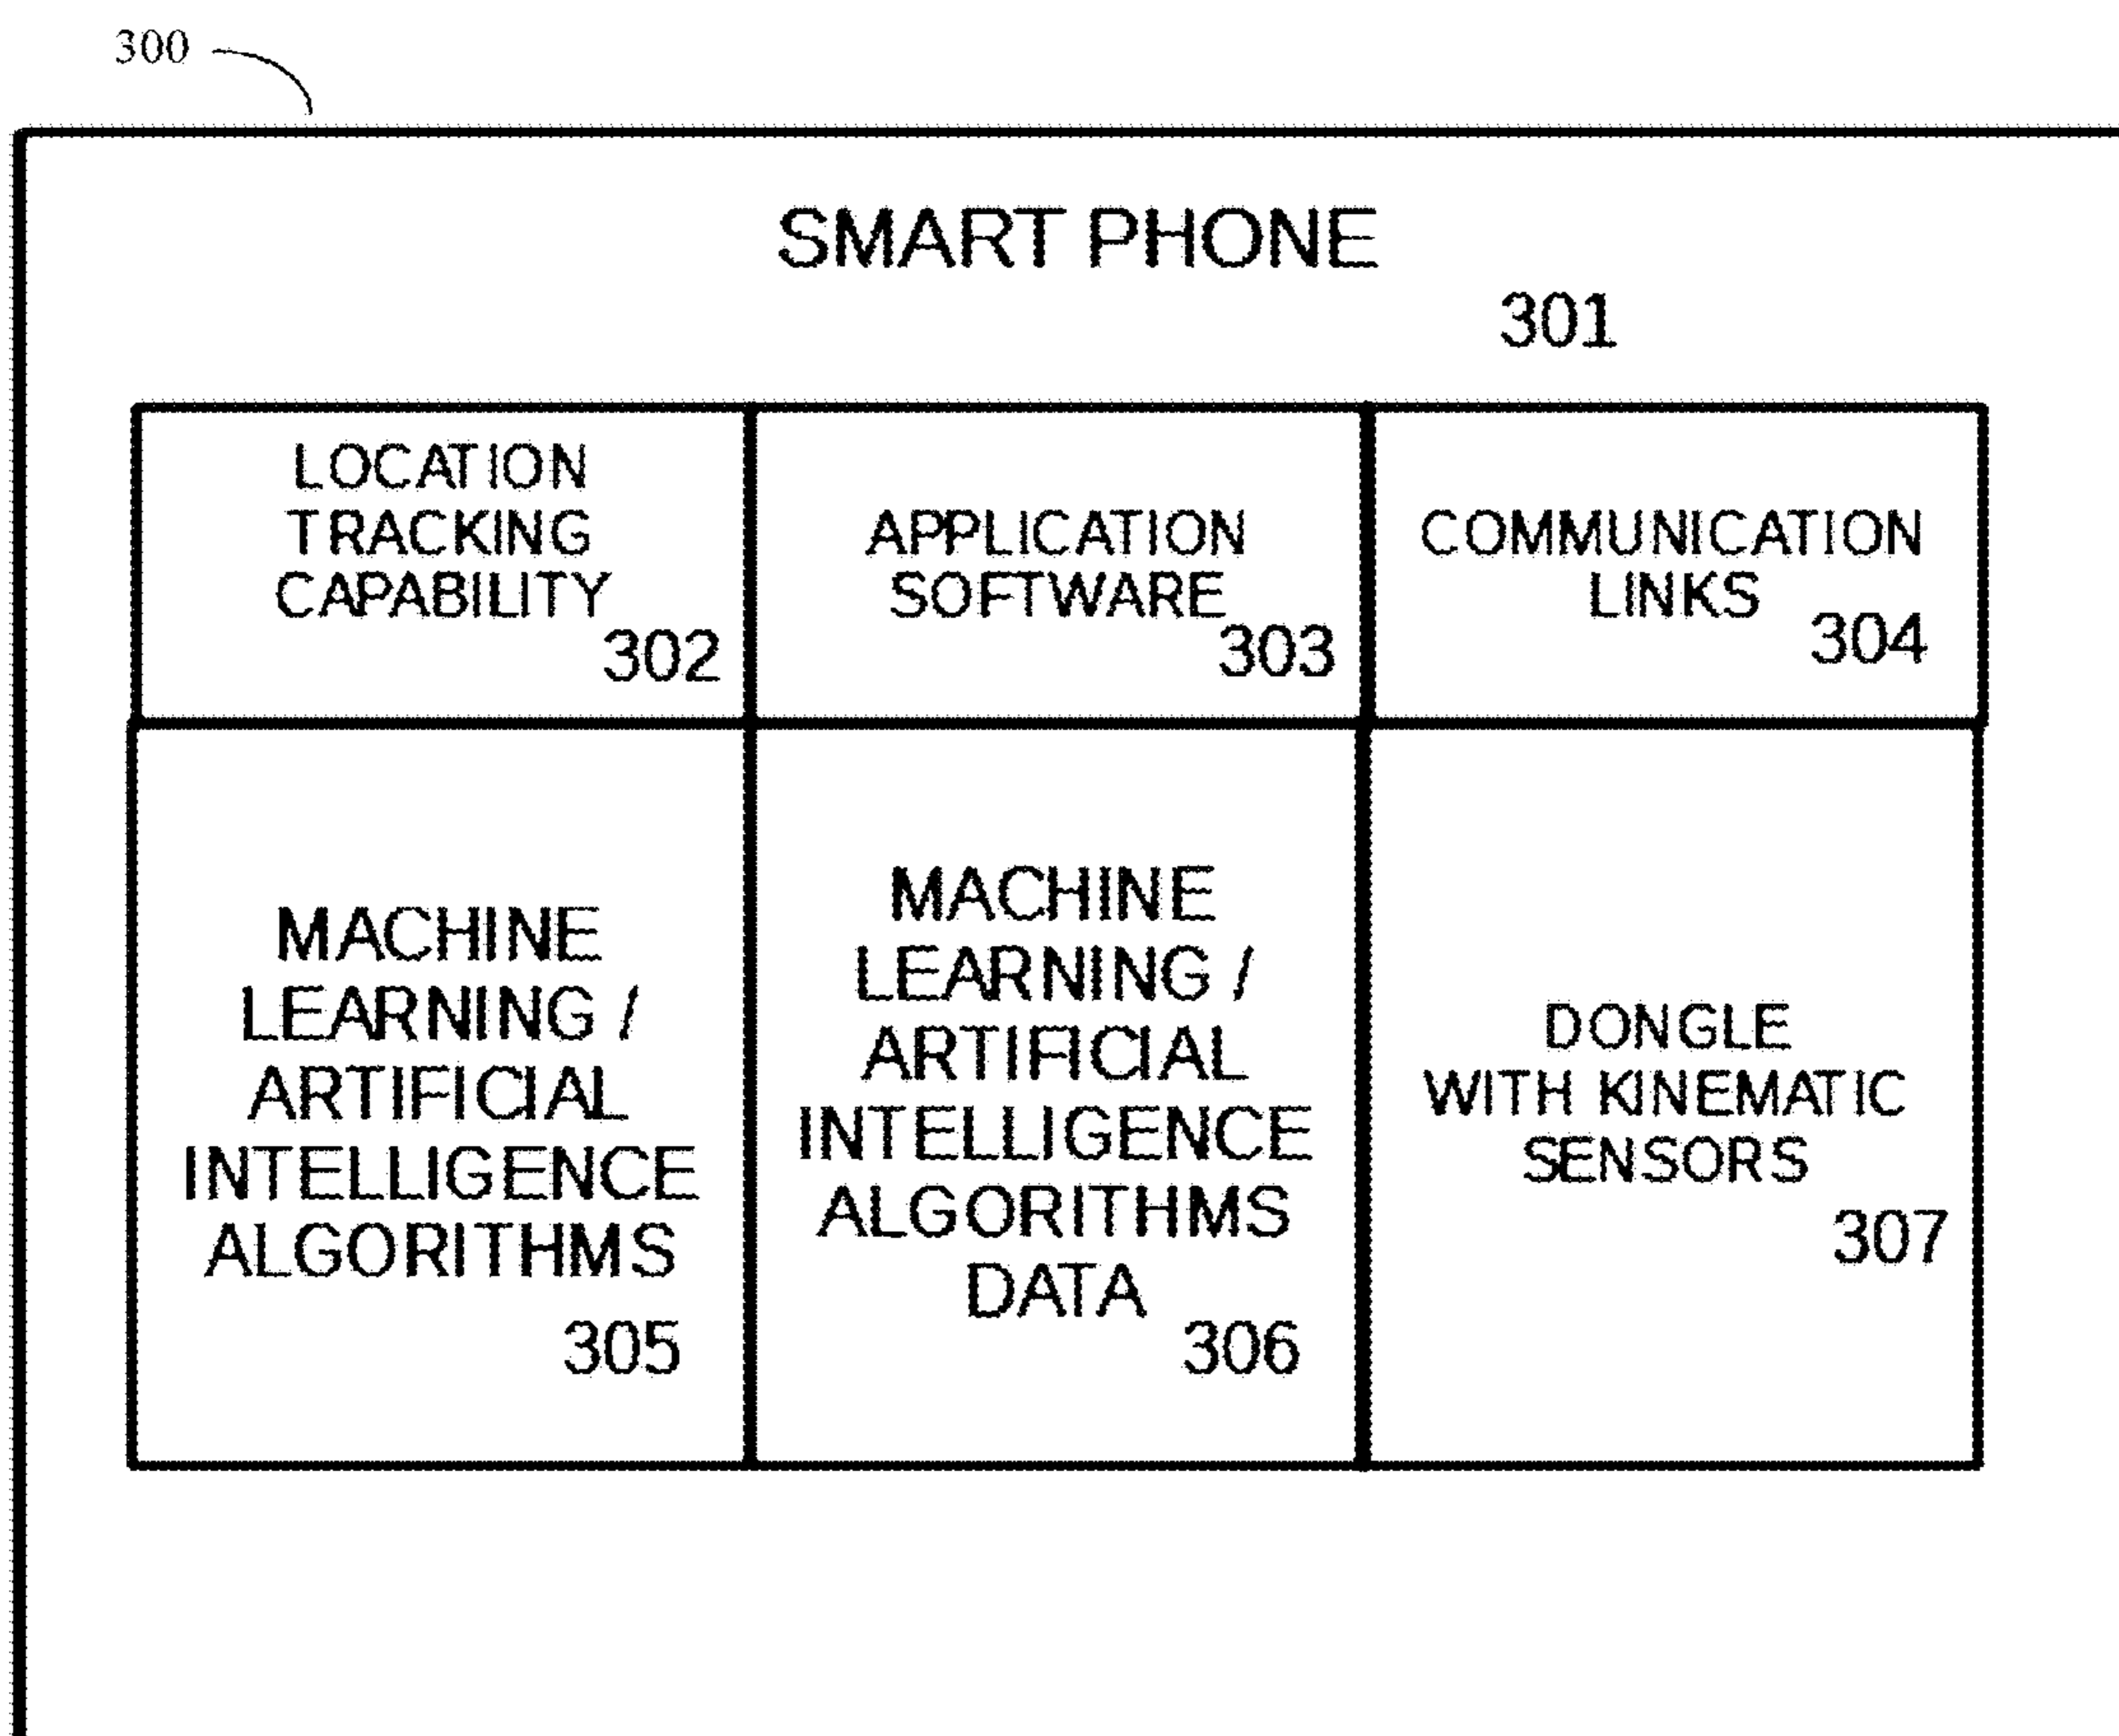 300
SMART PHONE
301
LOCATION
TRACKING
CAPABILITY
302
APPLICATION
SOFTWARE
303
COMMUNICATION
LINKS
304
MACHINE
LEARNING /
ARTIFICIAL
INTELLIGENCE
ALGORITHMS
305
MACHINE
LEARNING /
ARTIFICIAL
INTELLIGENCE
ALGORITHMS
DATA
306
DONGLE
WITH KINEMATIC
SENSORS
307